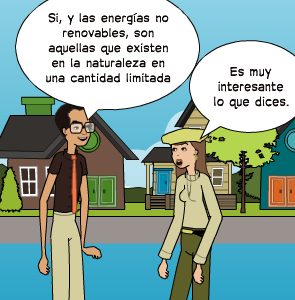 Si, y las energías no
renovables, son
aquellas que existen
en la naturaleza en
una cantidad limitada
Es muy
interesante
lo que dices.